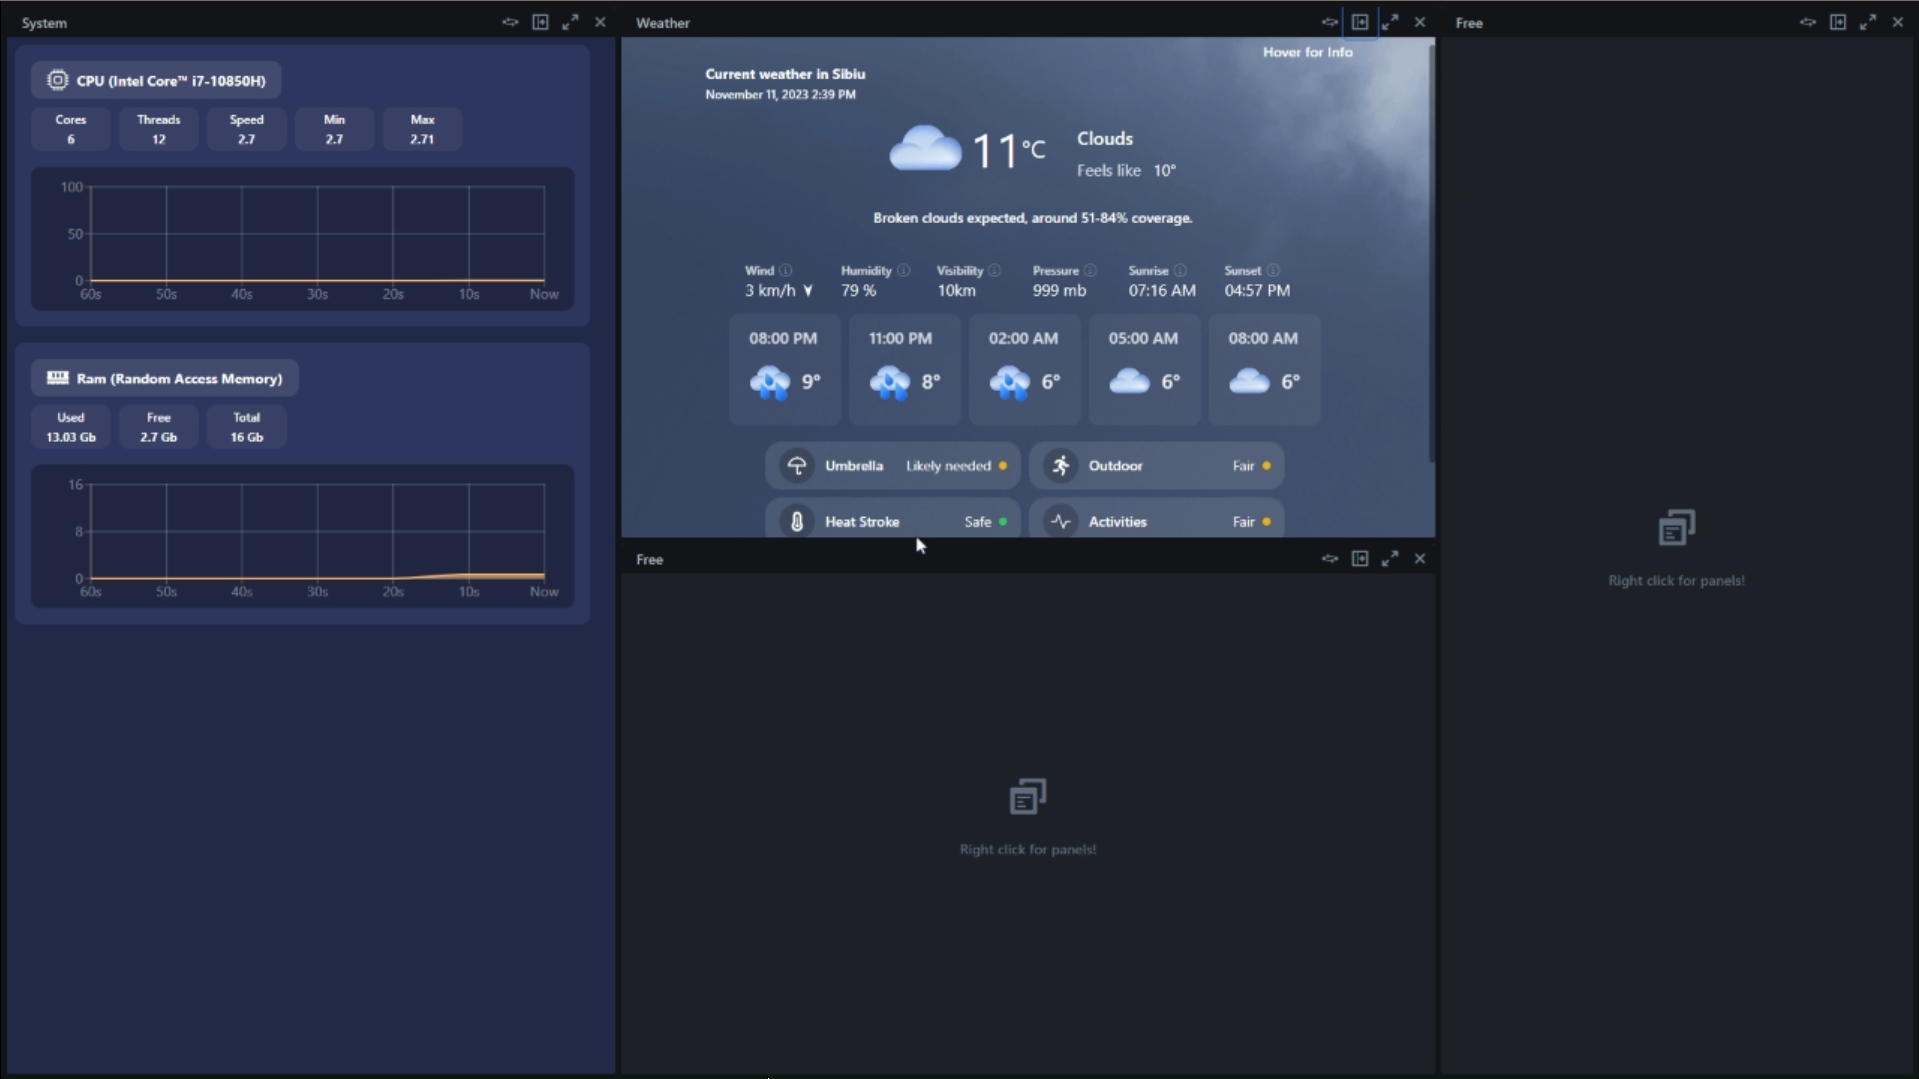 System
CPU (Intel Core™ i7-10850H)
Cores Threads Speed Min Max
6 12 2.7 2.7 2.71
100
50
0
60s 50s 40s 30s 20s 10s Now
Ram (Random Access Memory)
Used Free Total
13.03 Gb 2.7 Gb 16 Gb
16
8
0
60s 50s 40s 30s 20s 10s Now
Weather
Hover for Info
Current weather in Sibiu
November 11, 2023 2:39 PM
11°C
Clouds
Feels like 10°
Broken clouds expected, around 51-84% coverage.
Wind Humidity Visibility Pressure Sunrise Sunset
3 km/h 79 % 10km 999 mb 07:16 AM 04:57 PM
08:00 PM 11:00 PM 02:00 AM 05:00 AM 08:00 AM
9° 8° 6° 6° 6°
Umbrella Likely needed Outdoor Fair
Heat Stroke Safe Activities Fair
Free
Right click for panels!
Free
Right click for panels!